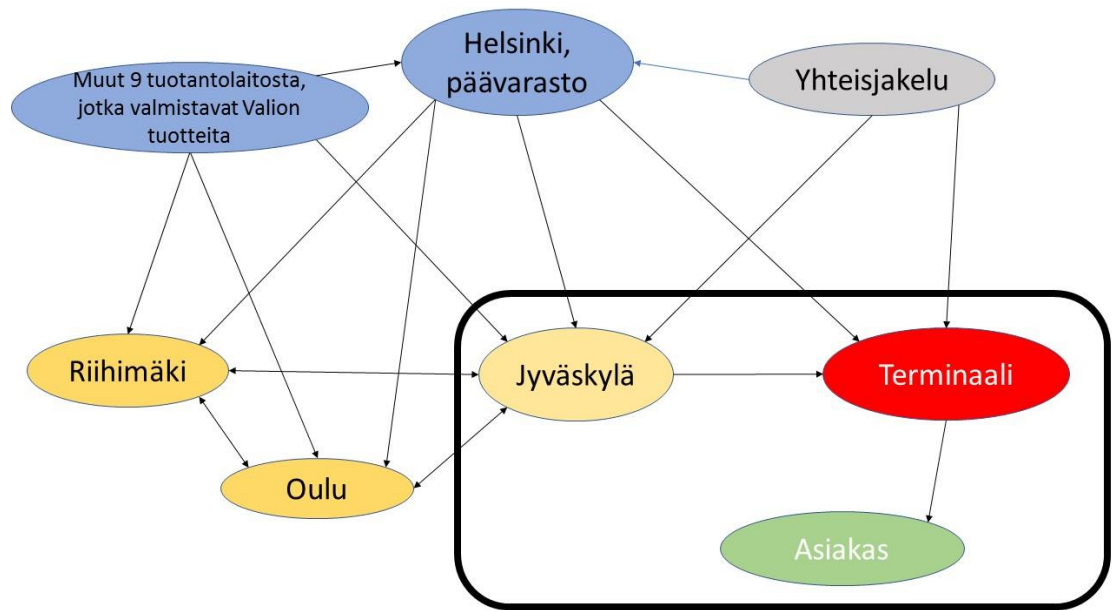 Muut 9 tuotantolaitosta,
jotka valmistavat Valion
tuotteita
Helsinki,
päävarasto
Yhteisjakelu
Riihimäki
Jyväskylä
Terminaali
Oulu
Asiakas